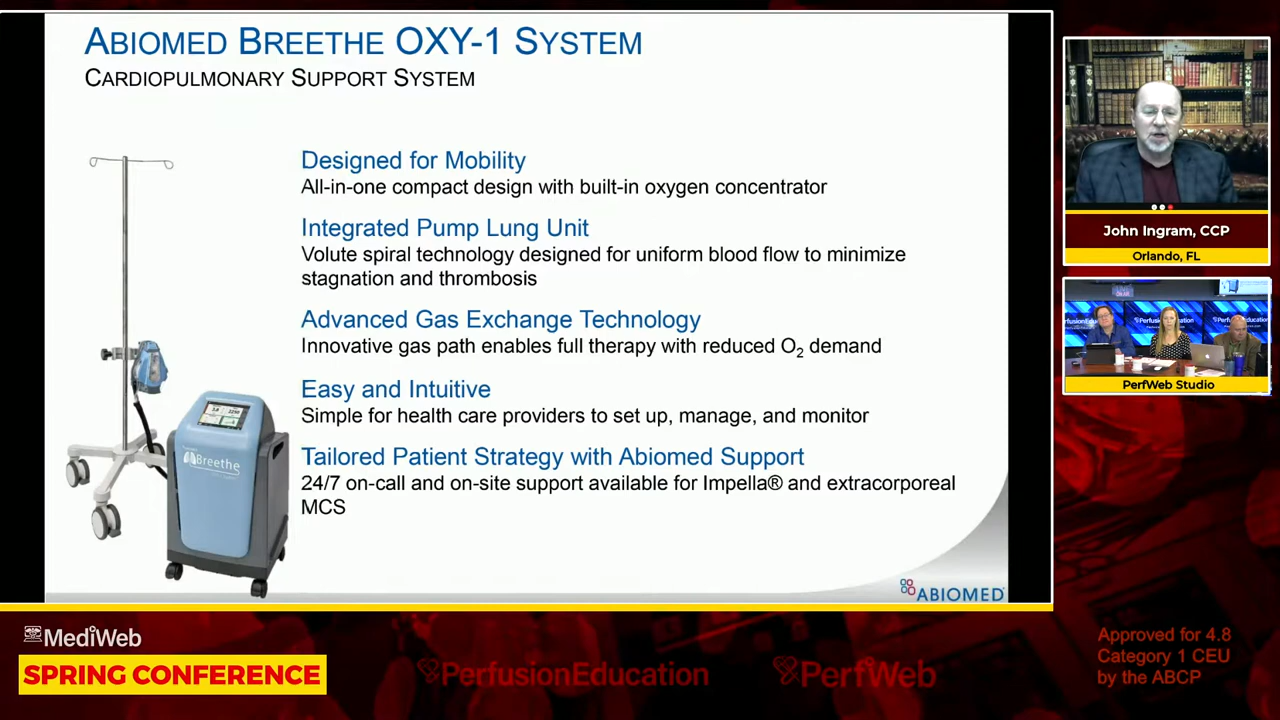 ABIOMED BREETHE OXY-1 SYSTEM
CARDIOPULMONARY SUPPORT SYSTEM
Designed for Mobility
All-in-one compact design with built-in oxygen concentrator
Integrated Pump Lung Unit
Volute spiral technology designed for uniform blood flow to minimize
stagnation and thrombosis
Advanced Gas Exchange Technology
Innovative gas path enables full therapy with reduced O2 demand
Easy and Intuitive
Simple for health care providers to set up, manage, and monitor
Tailored Patient Strategy with Abiomed Support
24/7 on-call and on-site support available for Impella® and extracorporeal
MCS
Breethe
ABIOMED
John Ingram, CCP
Orlando, FL
PerfusionEducation
PerfusionEducation
PerfWeb Studio
MediWeb
SPRING CONFERENCE
PerfusionEducation
PerfWeb
Approved for 4.8
Category 1 CEU
by the ABCP